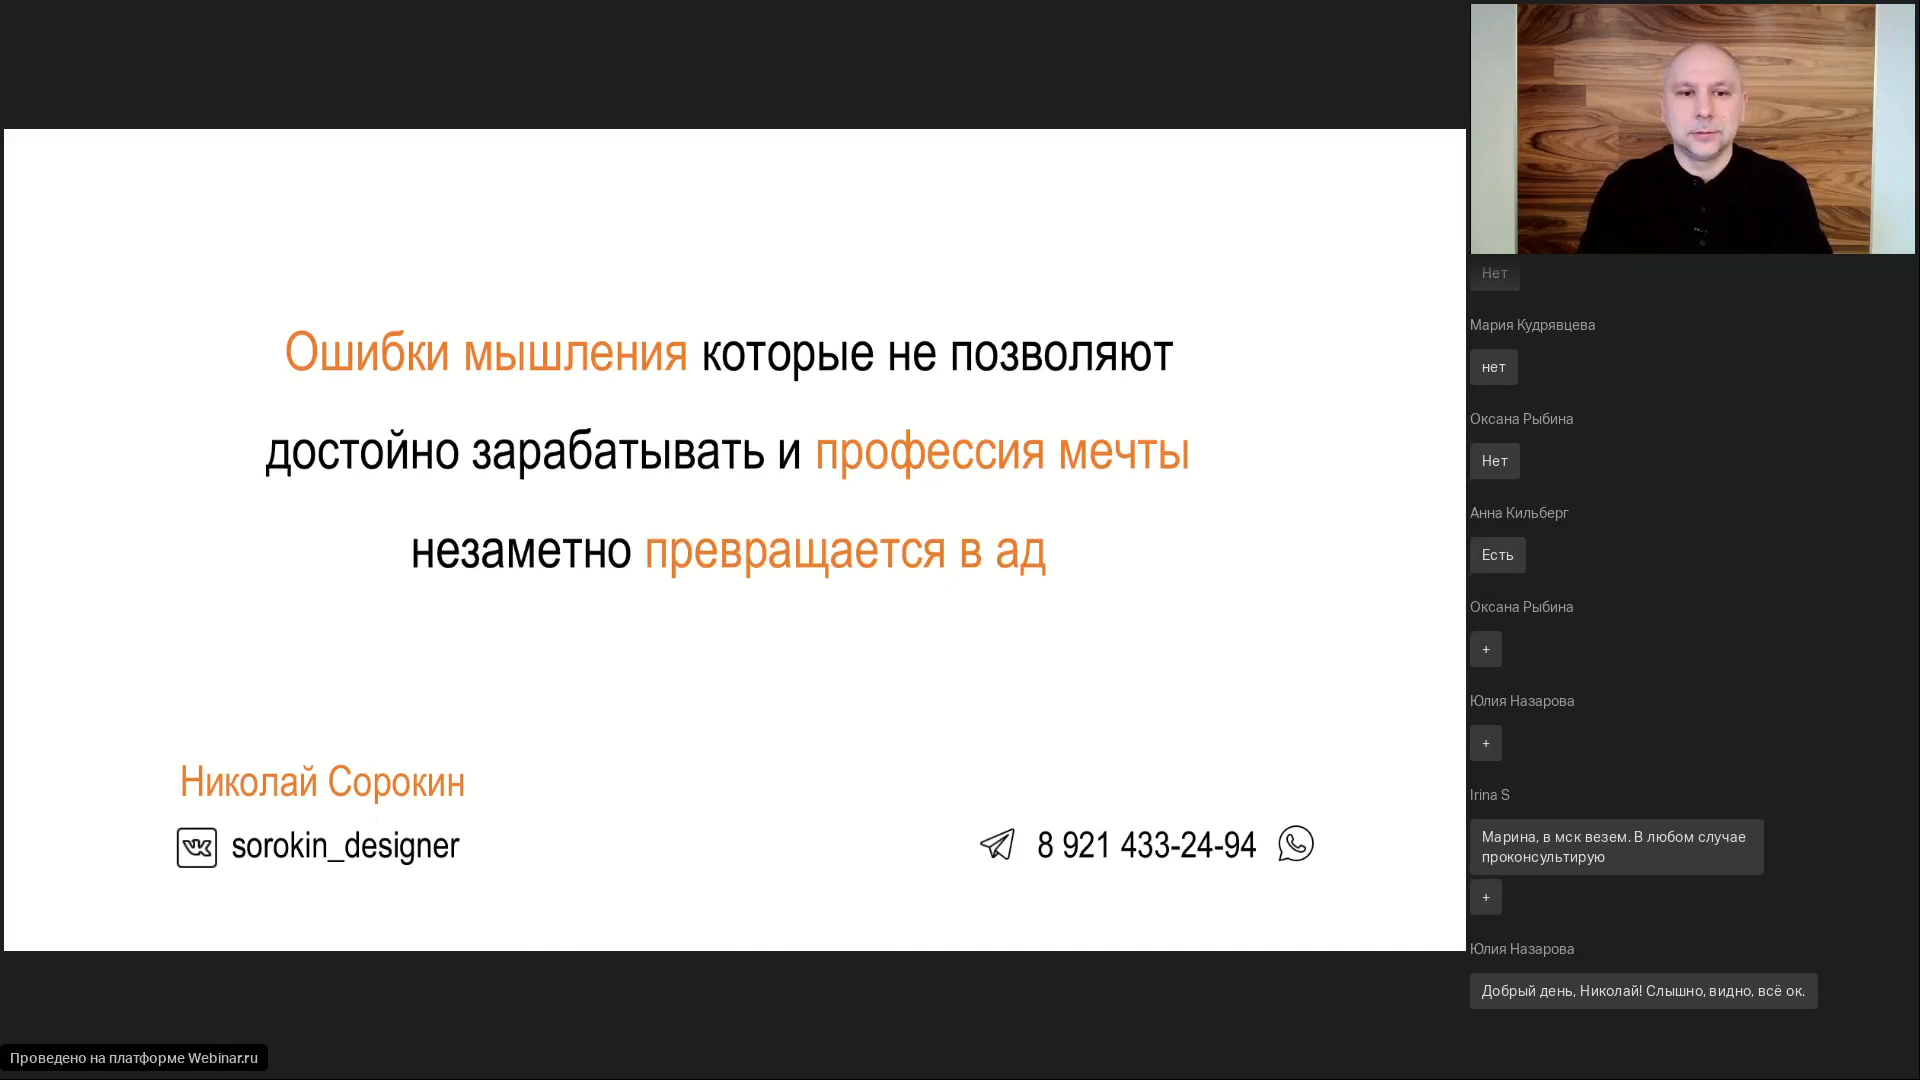 Ошибки мышления которые не позволяют
достойно зарабатывать и профессия мечты
незаметно превращается в ад
Николай Сорокин
sorokin_designer
8 921 433-24-94
Нет
Мария Кудрявцева
нет
Оксана Рыбина
Нет
Анна Кильберг
Есть
Оксана Рыбина
+
Юлия Назарова
+
Irina S
Марина, в мск везем. В любом случае
проконсультирую
+
Юлия Назарова
Добрый день, Николай! Слышно, видно, всё ок.
Проведено на платформе Webinar.ru